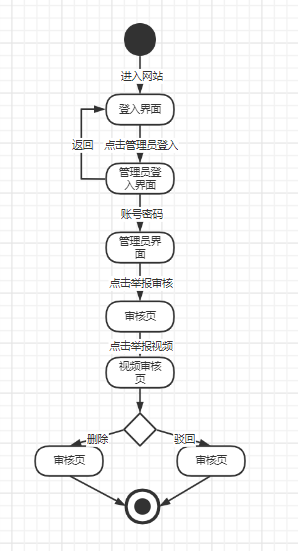 进入网站
登入界面
返回
点击管理员登入
管理员登
入界面
账号密码
管理员界
面
点击举报审核
审核页
点击举报视频
视频审核
页
删除
驳回
审核页
审核页